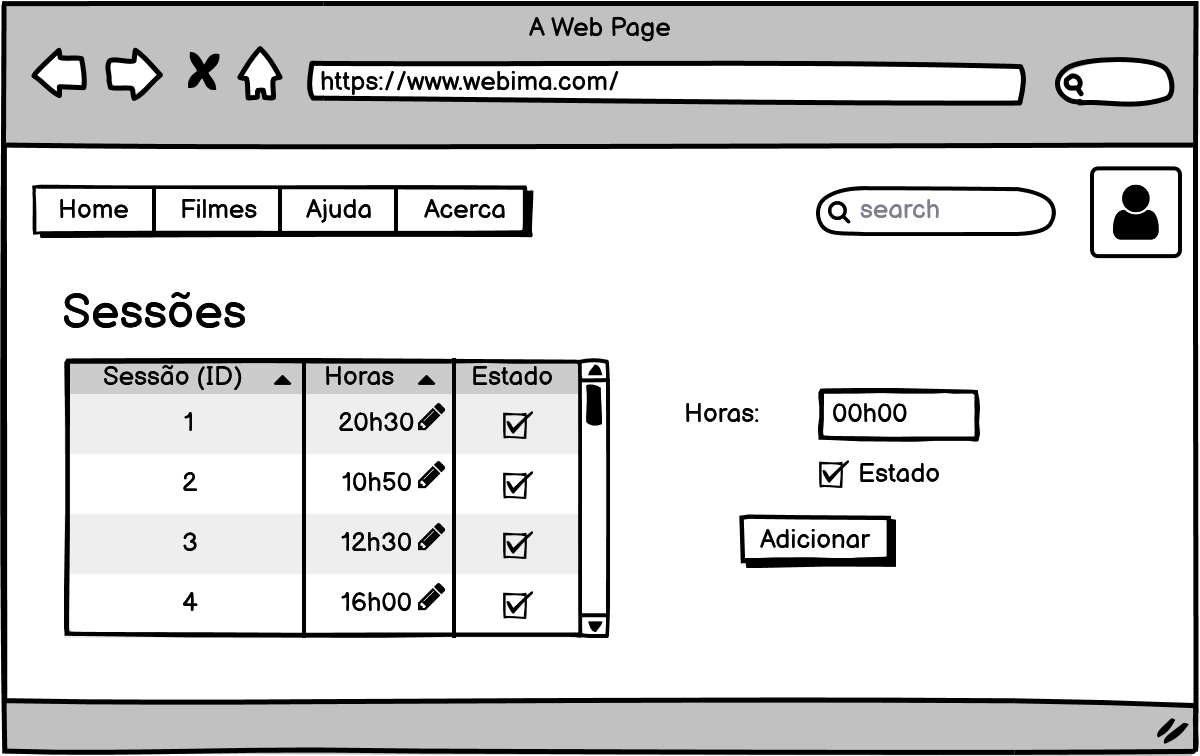 A Web Page
https://www.webima.com/
Home Filmes Ajuda Acerca
search
Sessões
Sessão (ID) Horas Estado
1 20h30
2 10h50
3 12h30
4 16h00
Horas: 00h00
Estado
Adicionar